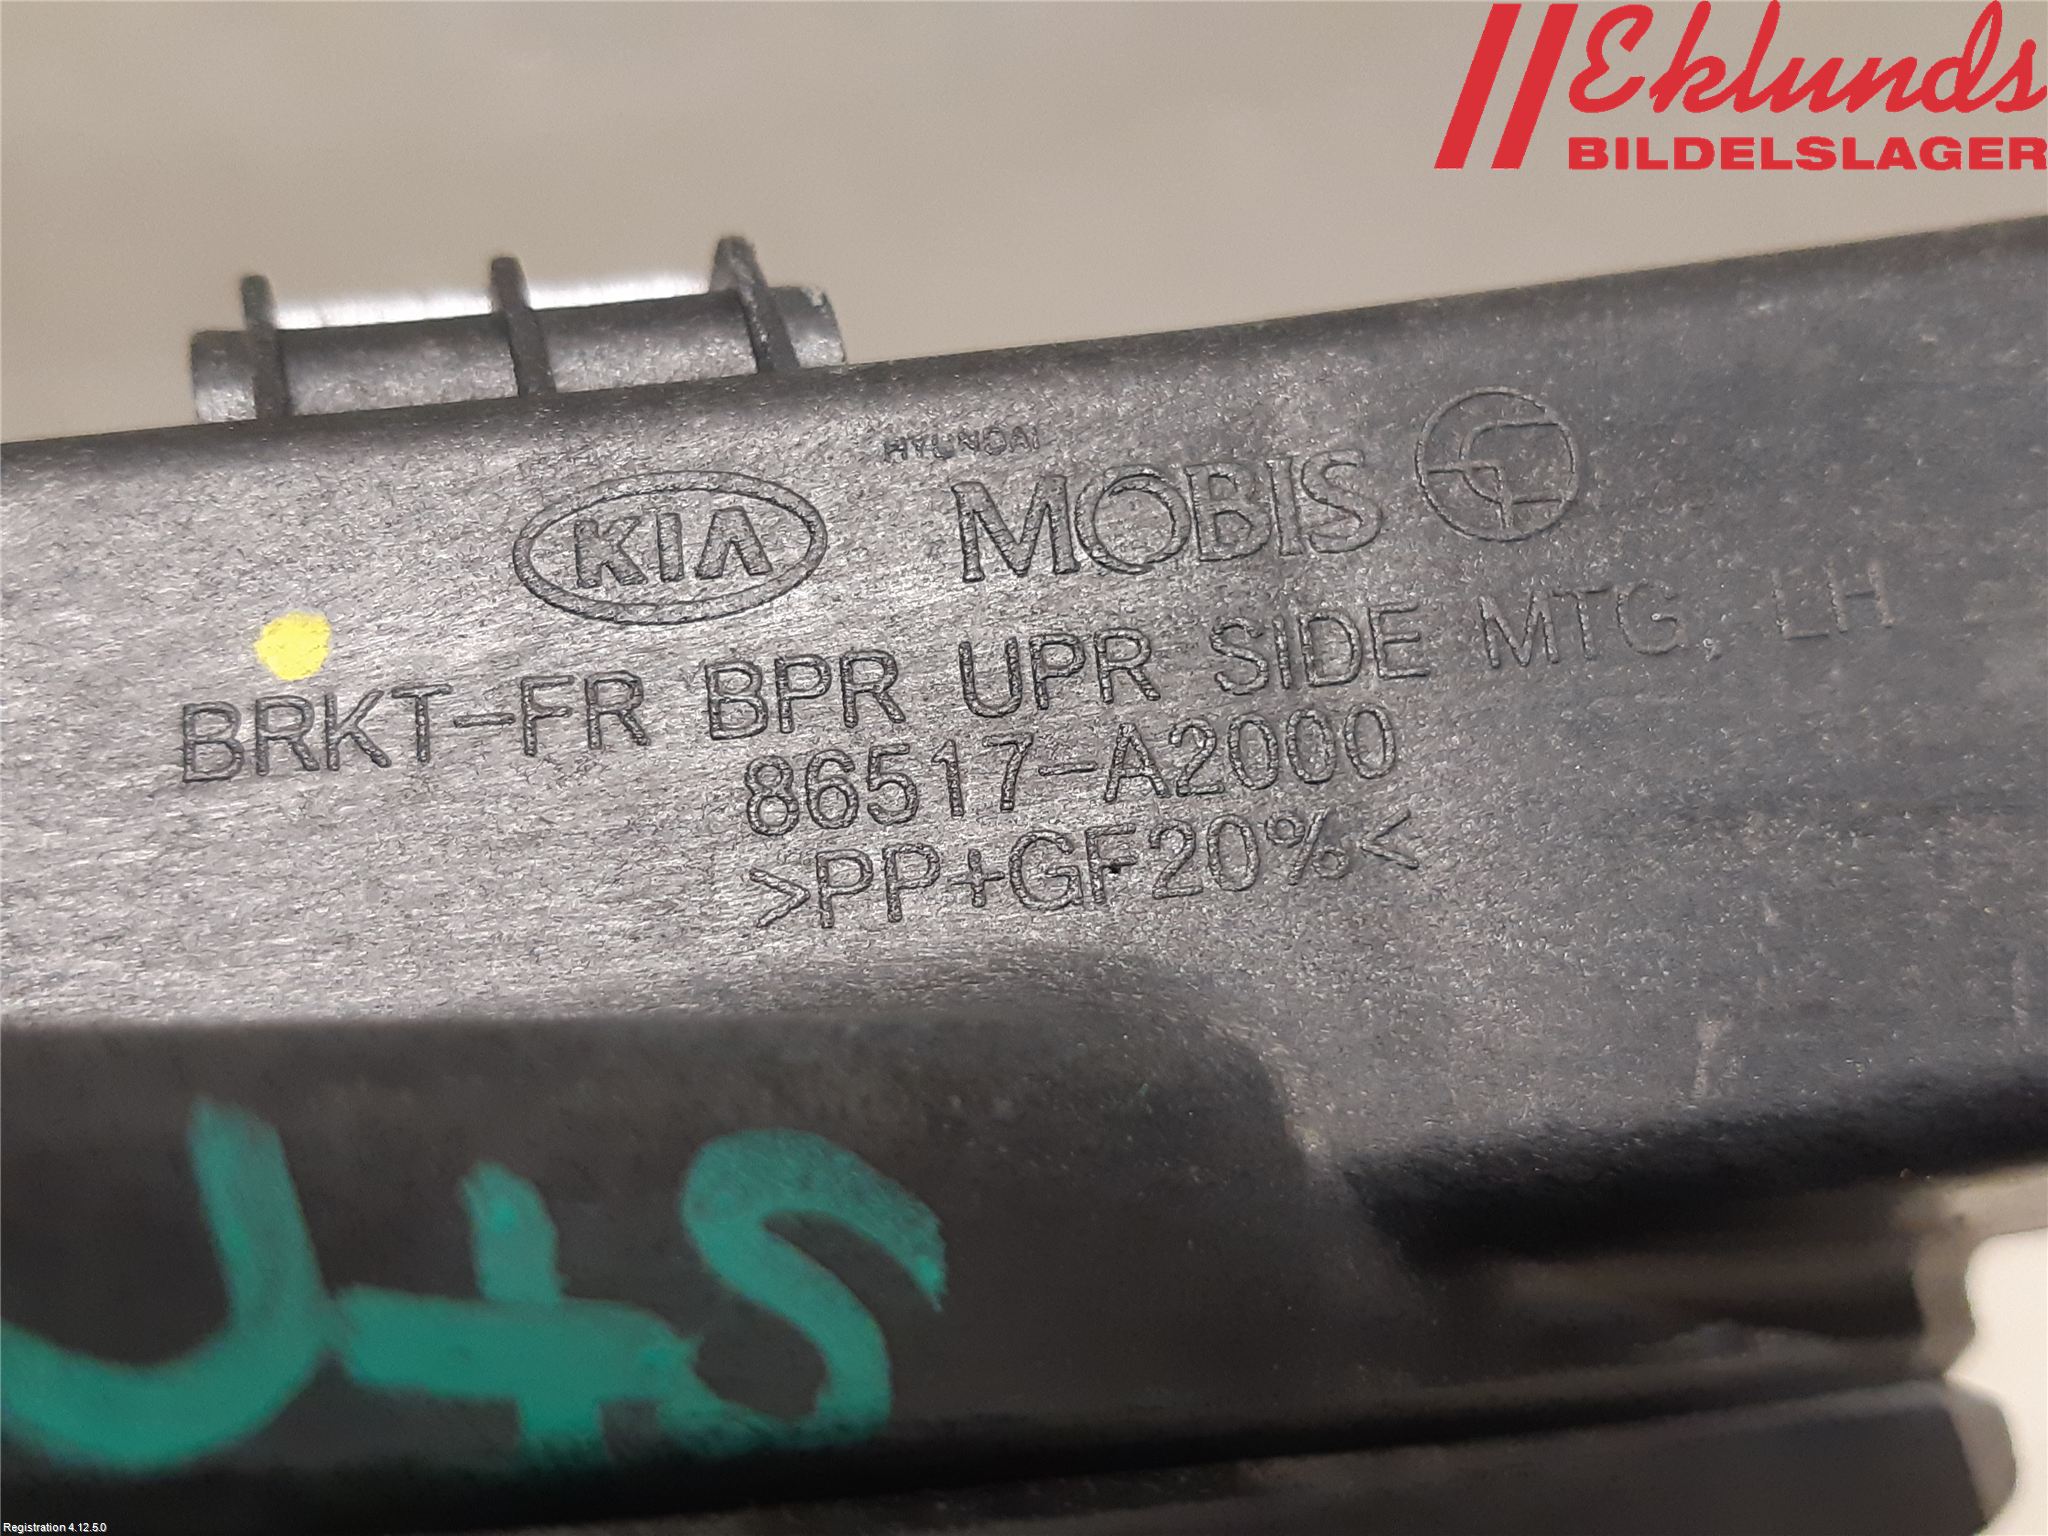 Eklunds
BILDELSLAGER
HYUNDAI
KIA MOBIS
BRKT-FR BPR UPR SIDE MTG, LH
86517-A2000
>PP+GF20%<
Registration 4.12.5.0